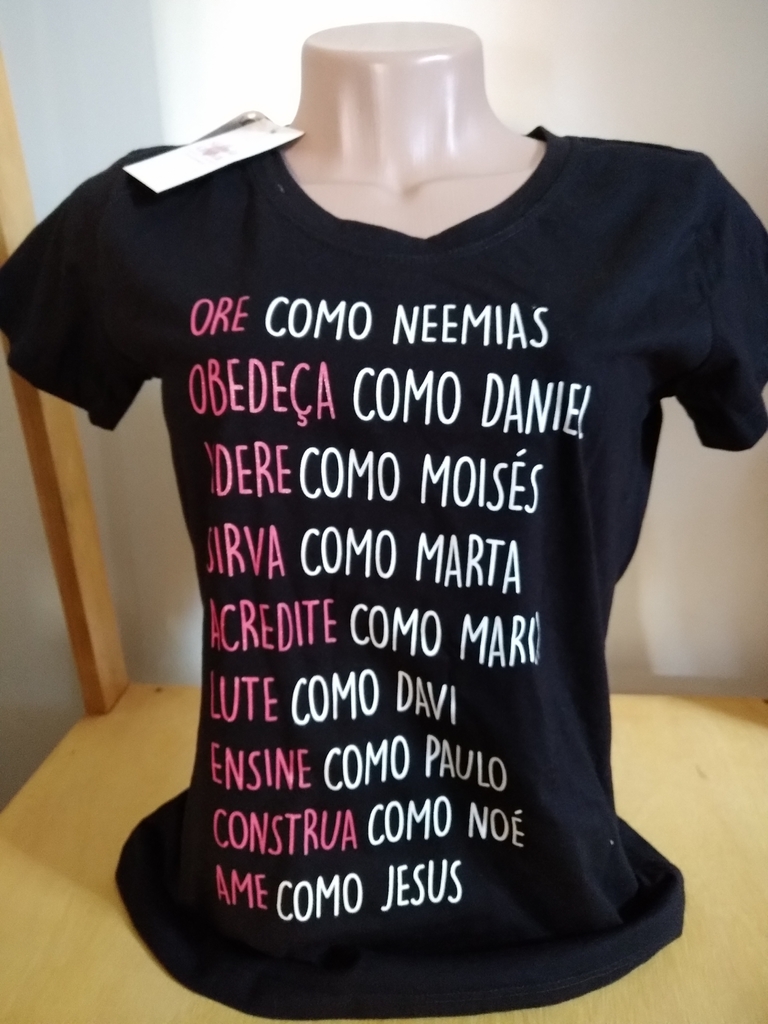 ORE COMO NEEMIAS
OBEDEÇA COMO DANIEL
COMO MOISÉS
SIRVA COMO MARTA
ACREDITE COMO
LUTE COMO DAVI
ENSINE COMO PAULO
CONSTRUA COMO NOÉ
AME COMO JESUS